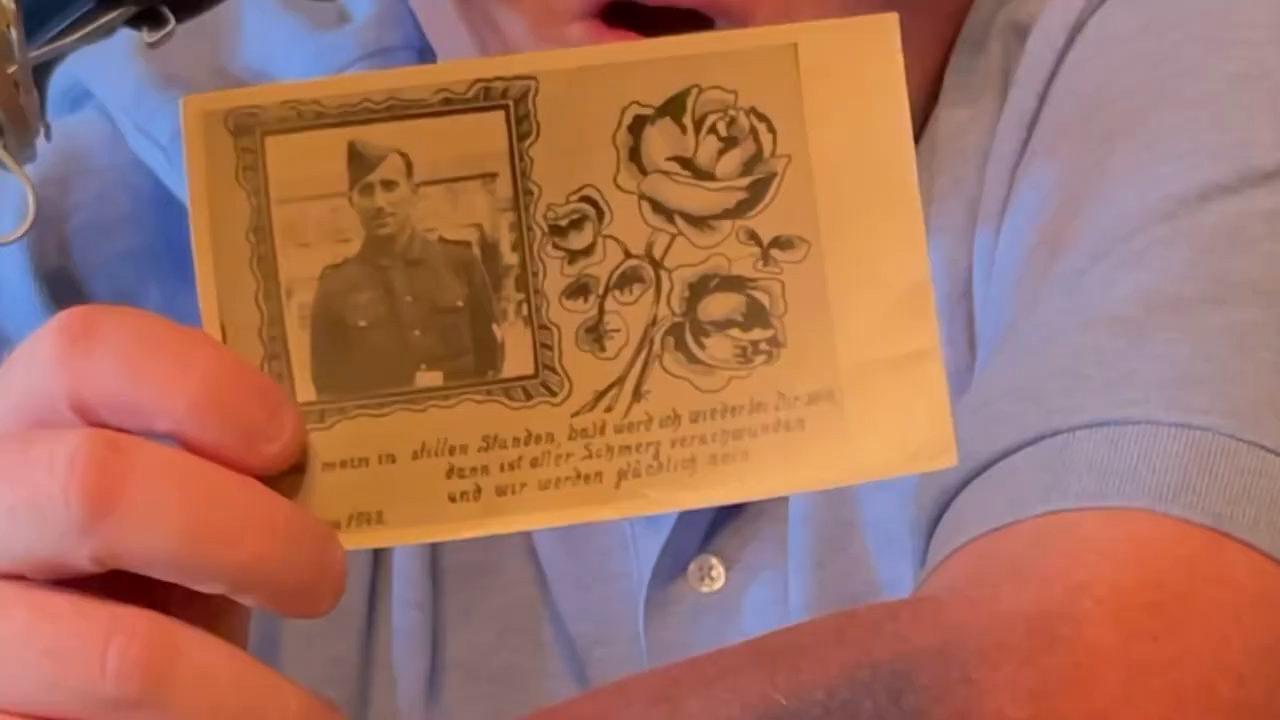 mein in stillen Stunden, bald werd ich wieder bei Dir sein,
dann ist aller Schmerz verschwunden
und wir werden glücklich sein
1942.